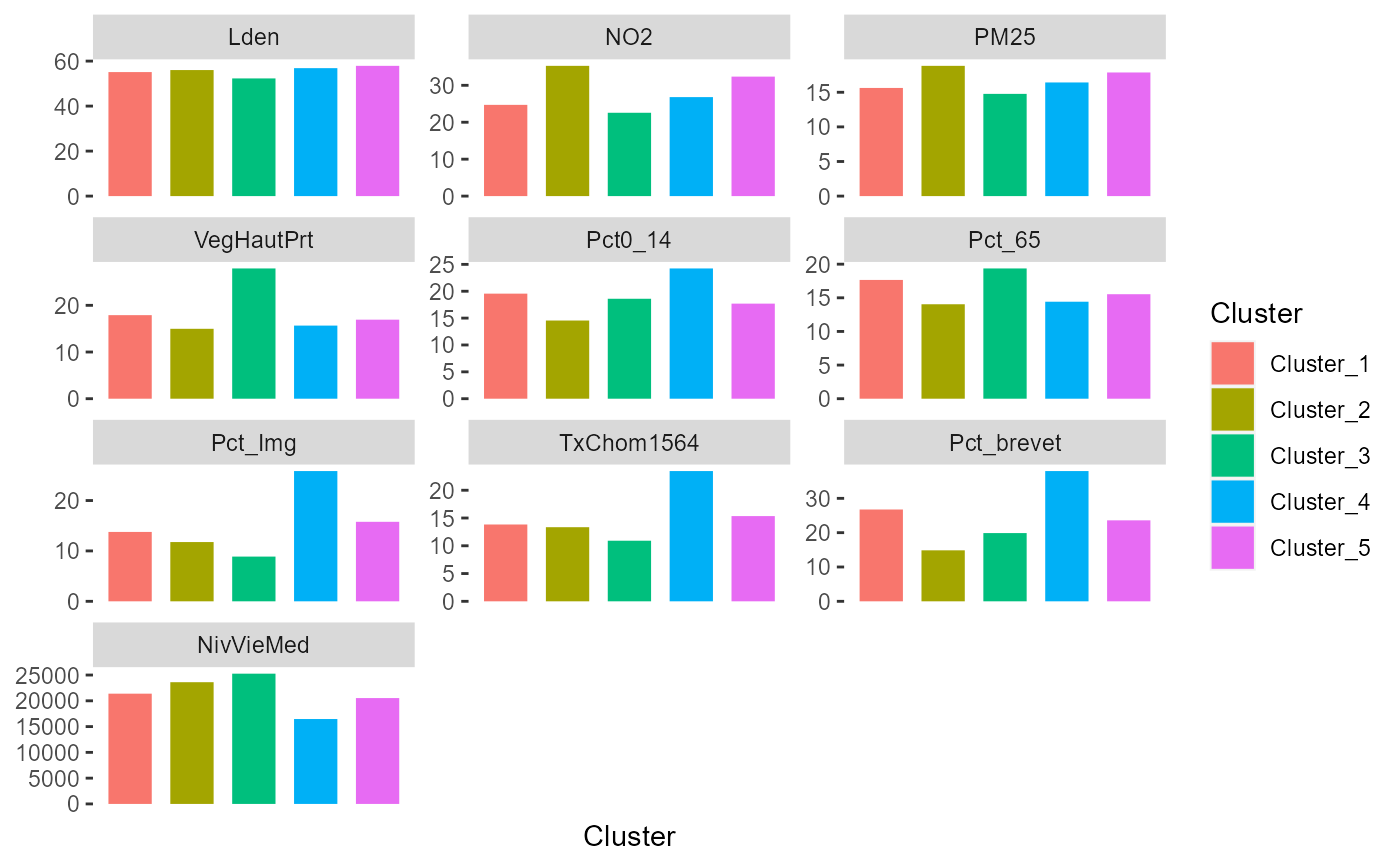 Lden
NO2
PM25
60
40
20
0
30
20
10
0
15
10
5
0
VegHautPrt
Pct0_14
Pct_65
20
10
0
25
20
15
10
5
0
20
15
10
5
0
Pct_Img
TxChom1564
Pct_brevet
20
10
0
20
15
10
5
0
30
20
10
0
NivVieMed
25000
20000
15000
10000
5000
0
Cluster
Cluster
Cluster_1
Cluster_2
Cluster_3
Cluster_4
Cluster_5